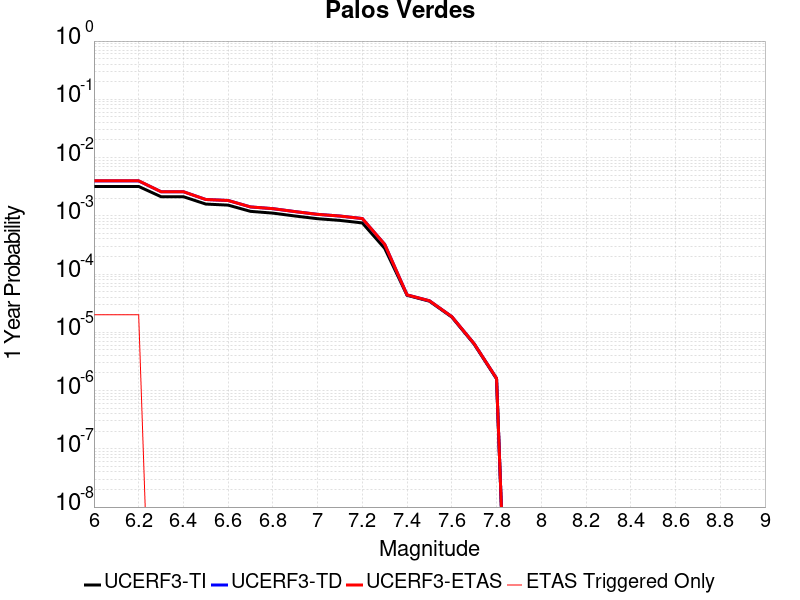 Palos Verdes
10^0
10^-1
10^-2
10^-3
10^-4
10^-5
10^-6
10^-7
10^-8
1 Year Probability
6 6.2 6.4 6.6 6.8 7 7.2 7.4 7.6 7.8 8 8.2 8.4 8.6 8.8 9
Magnitude
UCERF3-TI UCERF3-TD UCERF3-ETAS ETAS Triggered Only